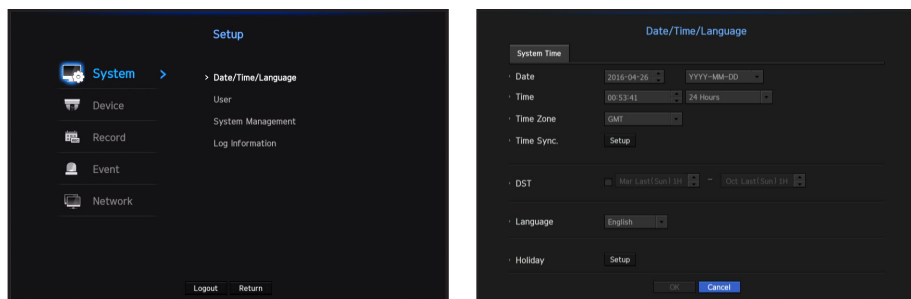 Setup
System >
> Date/Time/Language
Device
User
Record
System Management
Event
Log Information
Network
Logout Return
Date/Time/Language
System Time
· Date 2016-04-26 YYYY-MM-DD
· Time 00:53:41 24 Hours
· Time Zone GMT
· Time Sync. Setup
· DST Mar Last(Sun) 1H ~ Oct Last(Sun) 1H
· Language English
· Holiday Setup
OK Cancel